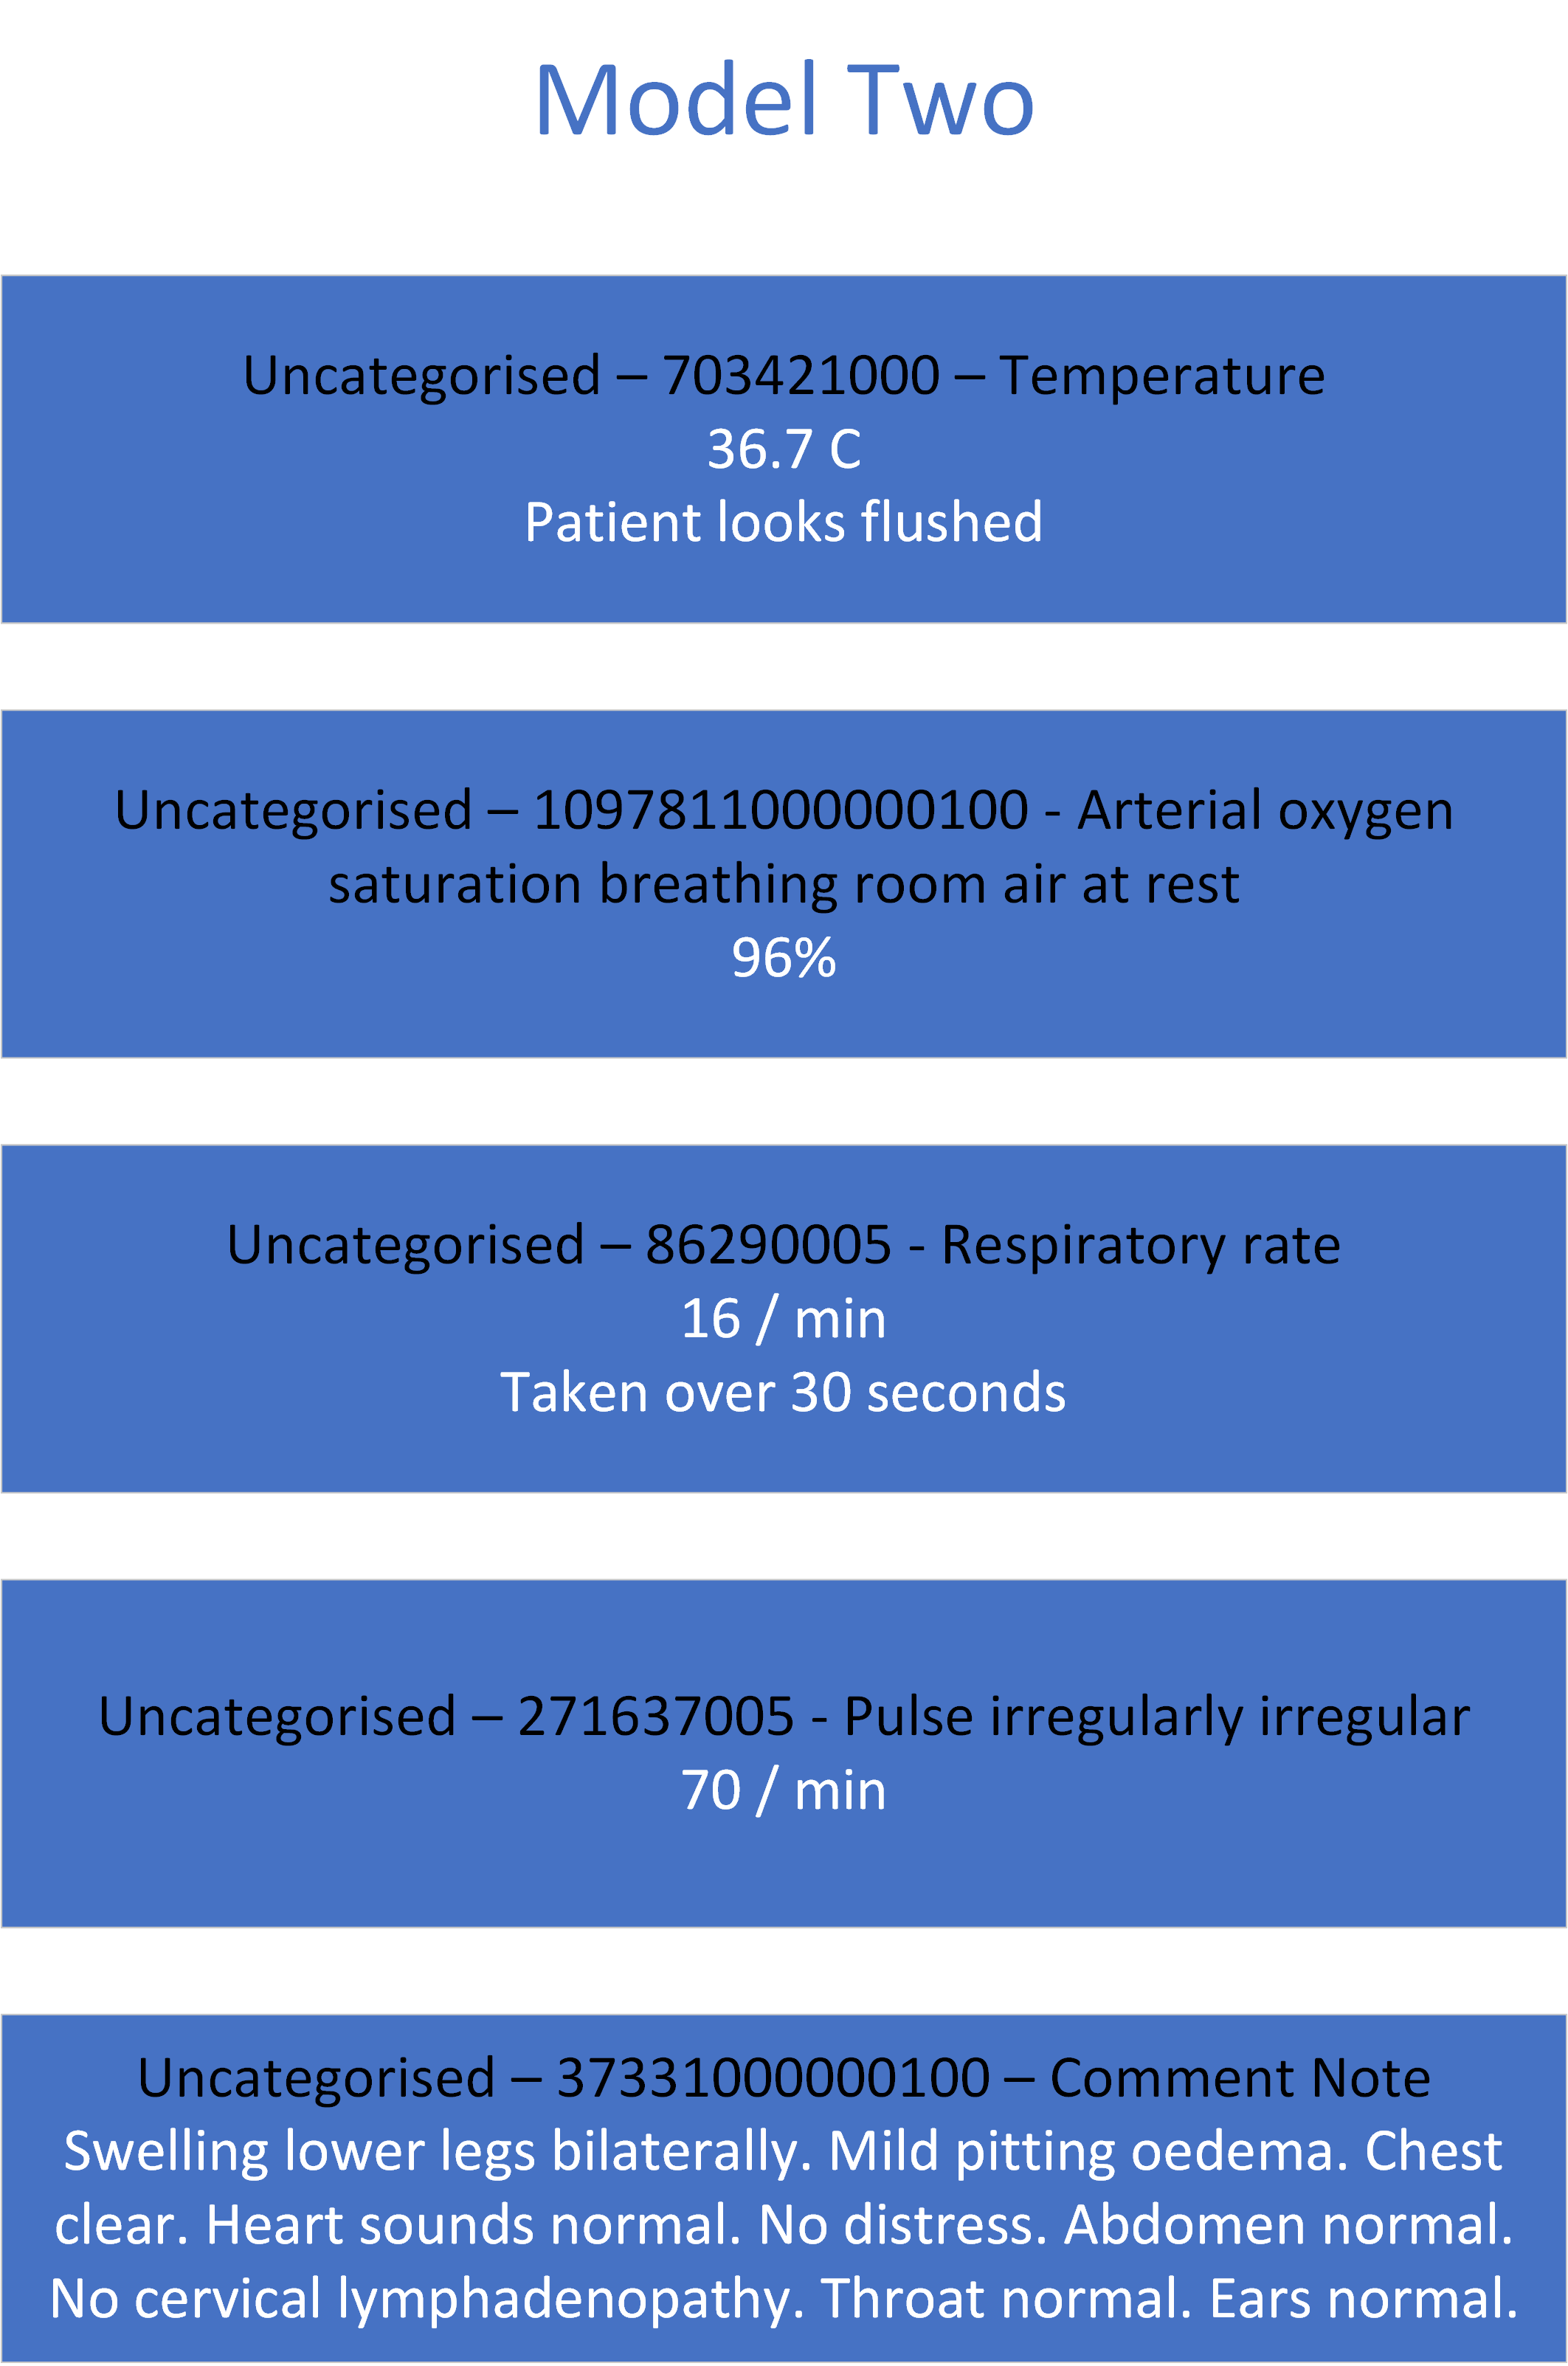 Model Two
Uncategorised – 703421000 – Temperature
36.7 C
Patient looks flushed
Uncategorised – 1097811000000100 - Arterial oxygen
saturation breathing room air at rest
96%
Uncategorised – 86290005 - Respiratory rate
16 / min
Taken over 30 seconds
Uncategorised – 271637005 - Pulse irregularly irregular
70 / min
Uncategorised – 37331000000100 – Comment Note
Swelling lower legs bilaterally. Mild pitting oedema. Chest
clear. Heart sounds normal. No distress. Abdomen normal.
No cervical lymphadenopathy. Throat normal. Ears normal.